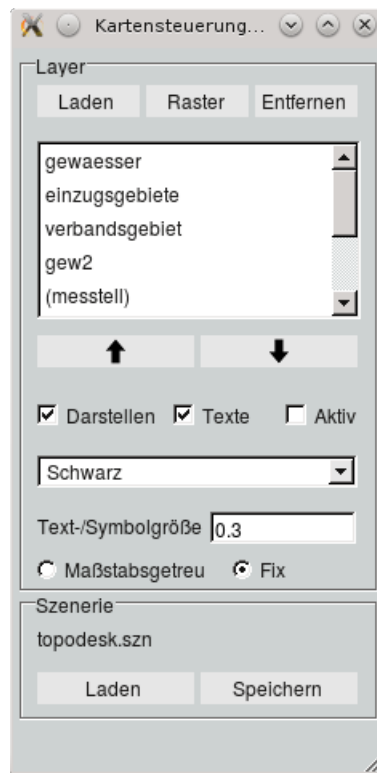 Kartensteuerung...
Layer
Laden Raster Entfernen
gewaesser
einzugsgebiete
verbandsgebiet
gew2
(messtell)
Darstellen Texte Aktiv
Schwarz
Text-/Symbolgröße 0.3
Maßstabsgetreu Fix
Szenerie
topodesk.szn
Laden Speichern